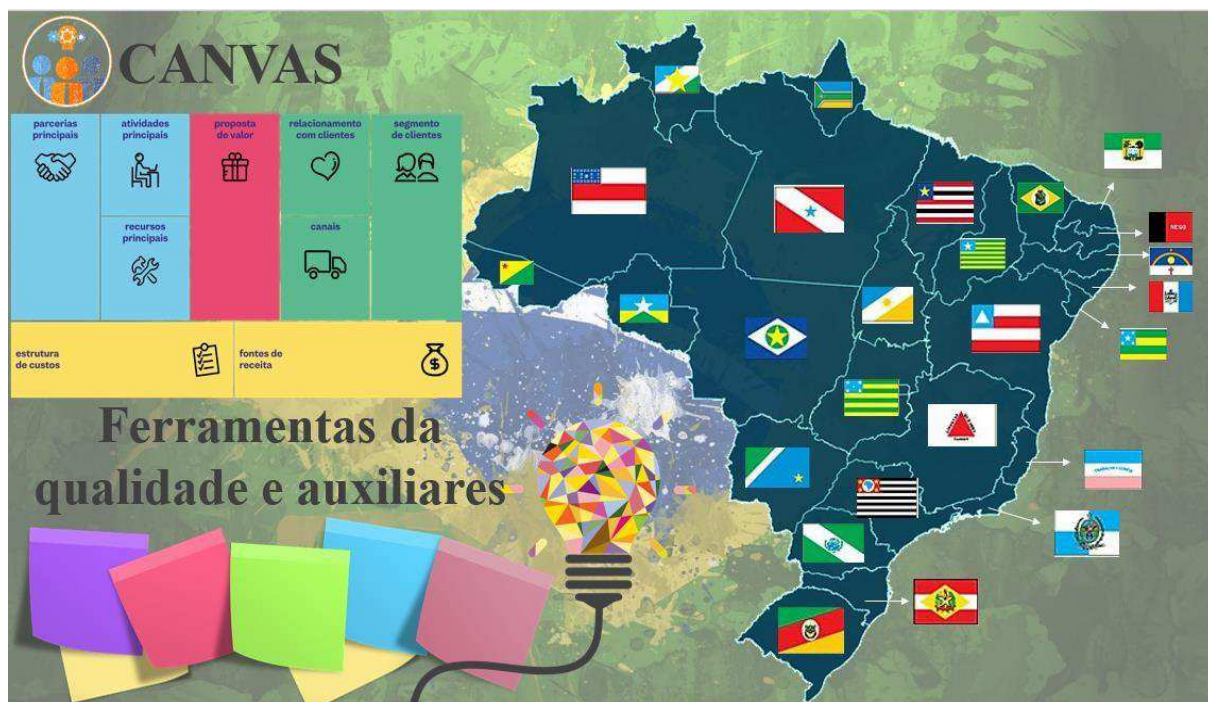 CANVAS
parcerias
principais
atividades
principais
proposta
de valor
relacionamento
com clientes
segmento
de clientes
recursos
principais
canais
estrutura
de custos
fontes de
receita
$
Ferramentas da
qualidade e auxiliares
NEGO